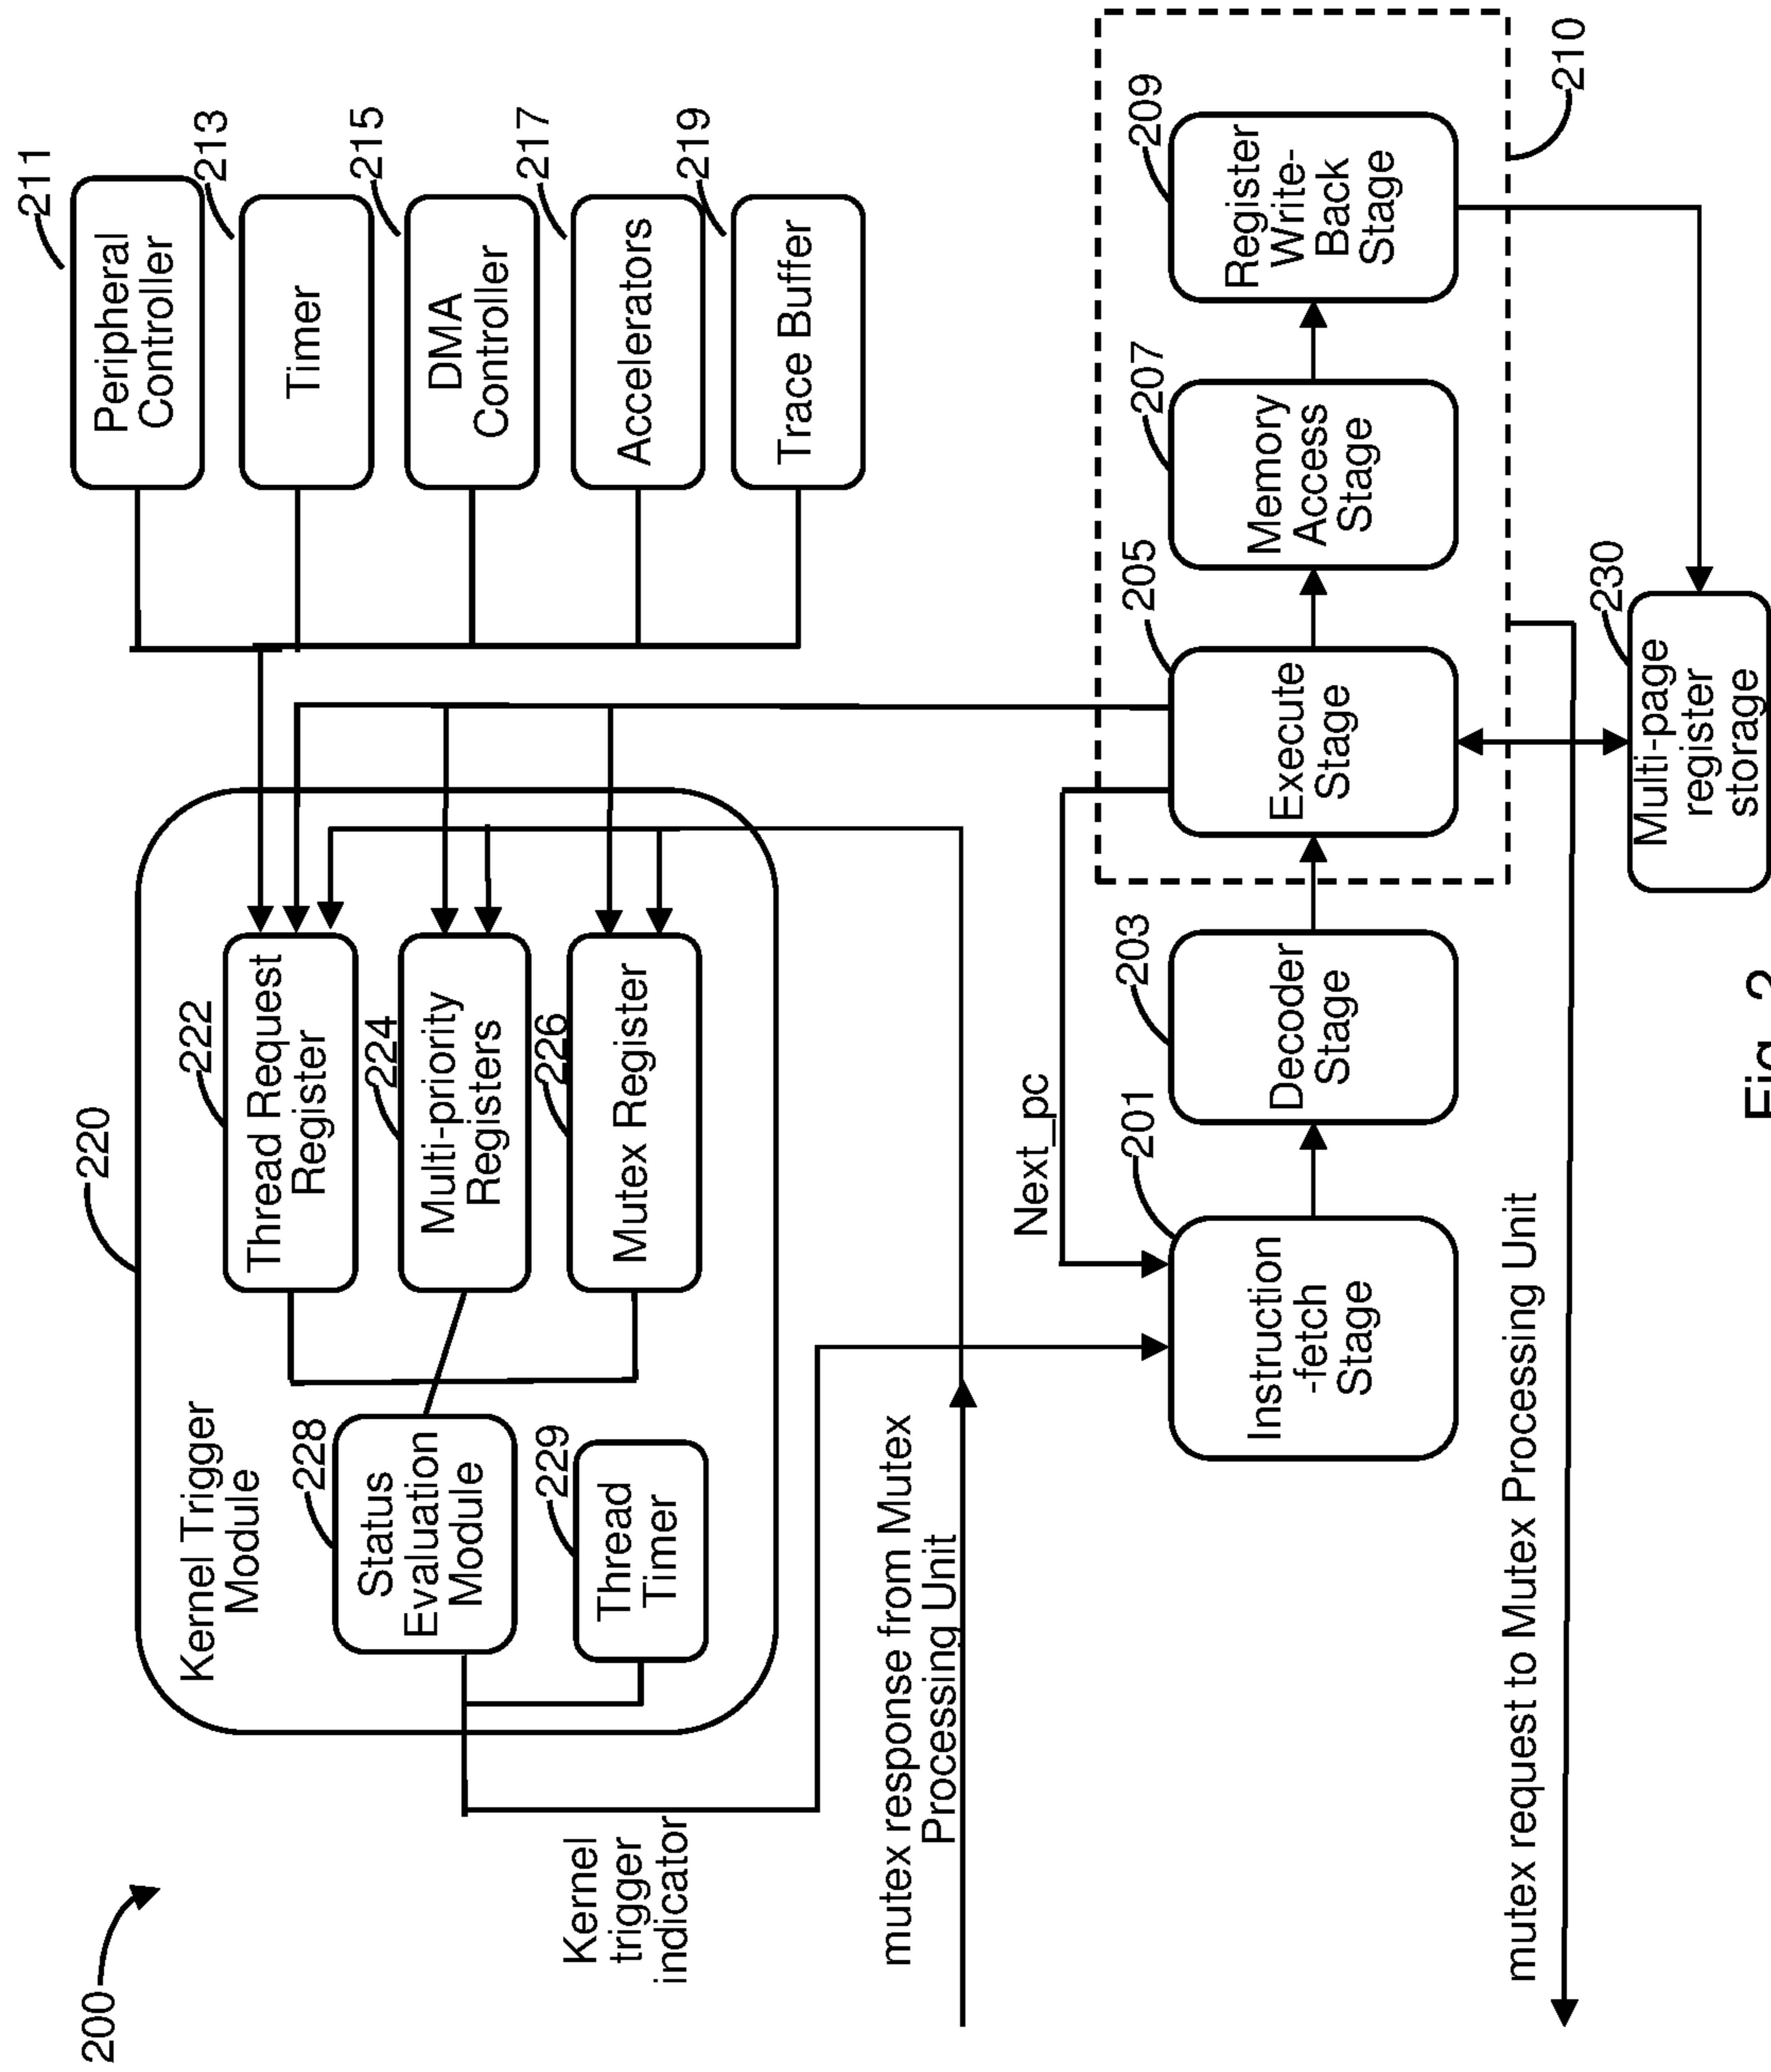 200
220
Kernel Trigger
Module
222
Thread Request
Register
224
Multi-priority
Registers
226
Mutex Register
228
Status
Evaluation
Module
229
Thread
Timer
Kernel
trigger
indicator
211
Peripheral
Controller
213
Timer
215
DMA
Controller
217
Accelerators
219
Trace Buffer
mutex response from Mutex
Processing Unit
Next_pc
201
Instruction
-fetch
Stage
203
Decoder
Stage
205
Execute
Stage
207
Memory
Access
Stage
209
Register
Write-
Back
Stage
210
mutex request to Mutex Processing Unit
230
Multi-page
register
storage
Fig. 2